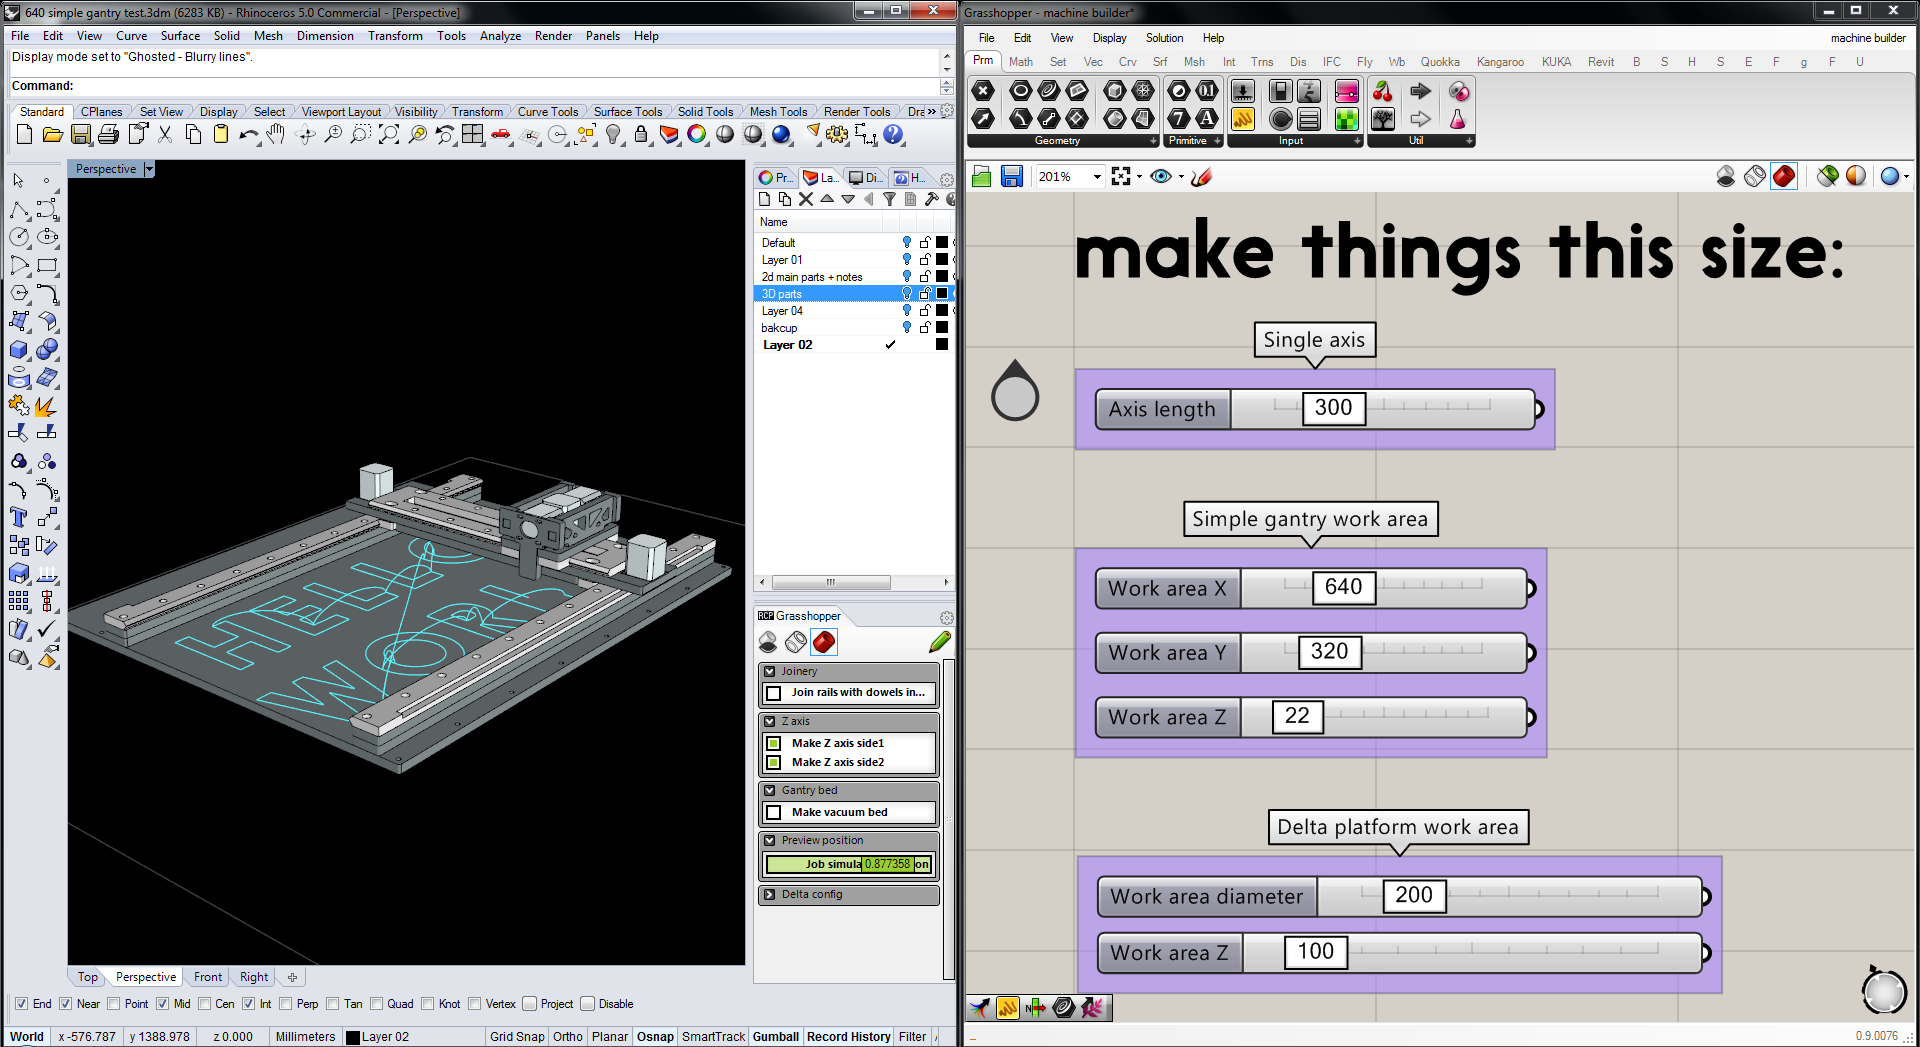 640 simple gantry test.3dm (6283 KB) - Rhinoceros 5.0 Commercial - [Perspective]
File Edit View Curve Surface Solid Mesh Dimension Transform Tools Analyze Render Panels Help
Display mode set to "Ghosted - Blurry lines".
Command:
Standard CPlanes Set View Display Select Viewport Layout Visibility Transform Curve Tools Surface Tools Solid Tools Mesh Tools Render Tools Dra »
Perspective
HELLO
WORL
Pr... La... Di... H...
Name
Default
Layer 01
2d main parts + notes
3D parts
Layer 04
bakcup
Layer 02
RCP Grasshopper
Joinery
Join rails with dowels in...
Z axis
Make Z axis side1
Make Z axis side2
Gantry bed
Make vacuum bed
Preview position
Job simula 0.877358 on
Delta config
Top Perspective Front Right
End Near Point Mid Cen Int Perp Tan Quad Knot Vertex Project Disable
World x -576.787 y 1388.978 z 0.000 Millimeters Layer 02 Grid Snap Ortho Planar Osnap SmartTrack Gumball Record History Filter
Grasshopper - machine builder*
File Edit View Display Solution Help machine builder
Prm Math Set Vec Crv Srf Msh Int Trns Dis IFC Fly Wb Quokka Kangaroo KUKA Revit B S H S E F g F U
Geometry Primitive Input Util
201%
make things this size:
Single axis
Axis length 300
Simple gantry work area
Work area X 640
Work area Y 320
Work area Z 22
Delta platform work area
Work area diameter 200
Work area Z 100
0.9.0076